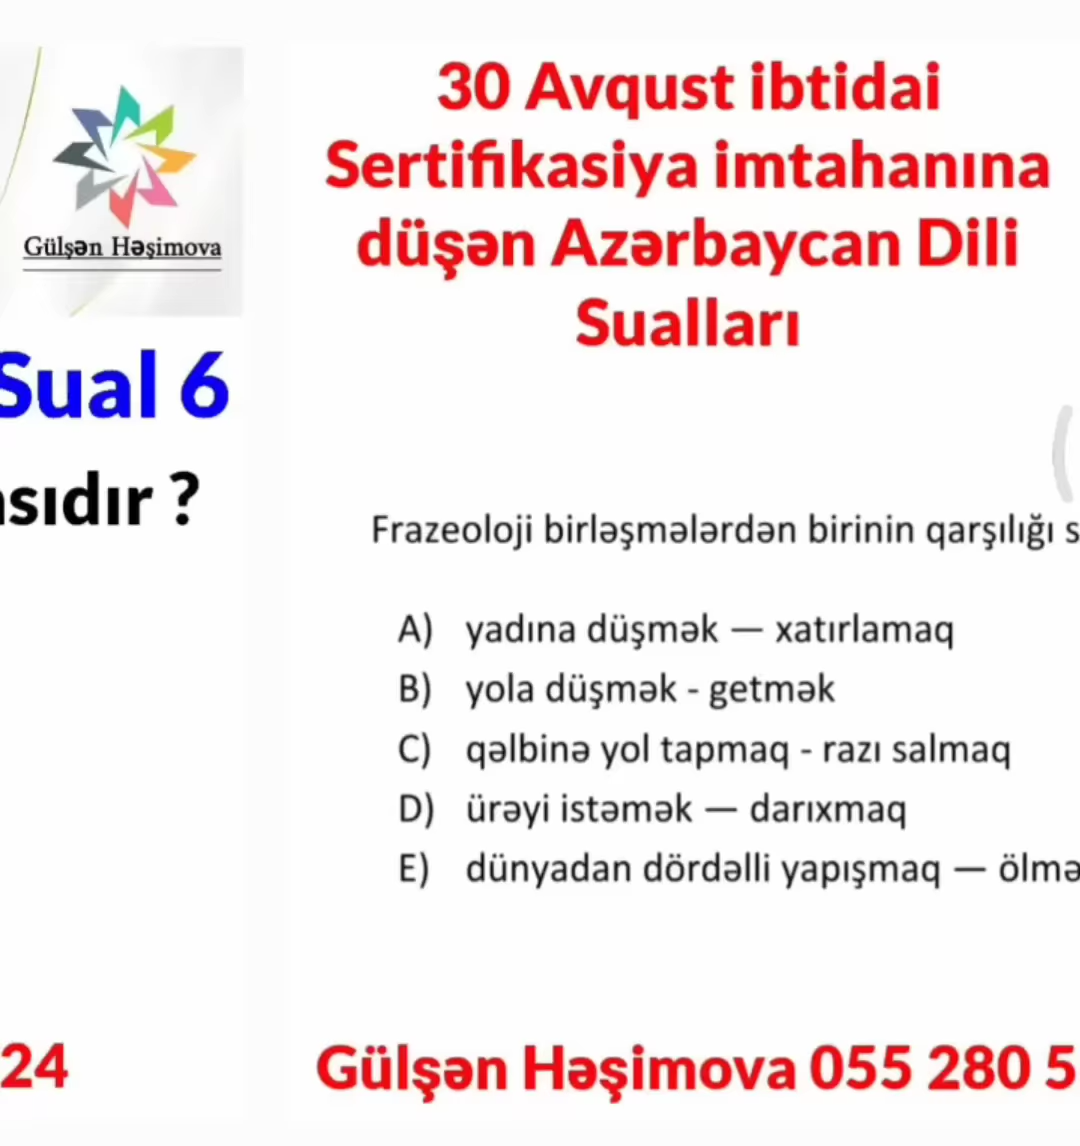 Gülşən Həşimova
Sual 6
sıdır ?
24
30 Avqust ibtidai
Sertifikasiya imtahanına
düşən Azərbaycan Dili
Sualları
Frazeoloji birləşmələrdən birinin qarşılığı s
A) yadına düşmək — xatırlamaq
B) yola düşmək - getmək
C) qəlbinə yol tapmaq - razı salmaq
D) ürəyi istəmək — darıxmaq
E) dünyadan dördəlli yapışmaq — ölmə
Gülşən Həşimova 055 280 5